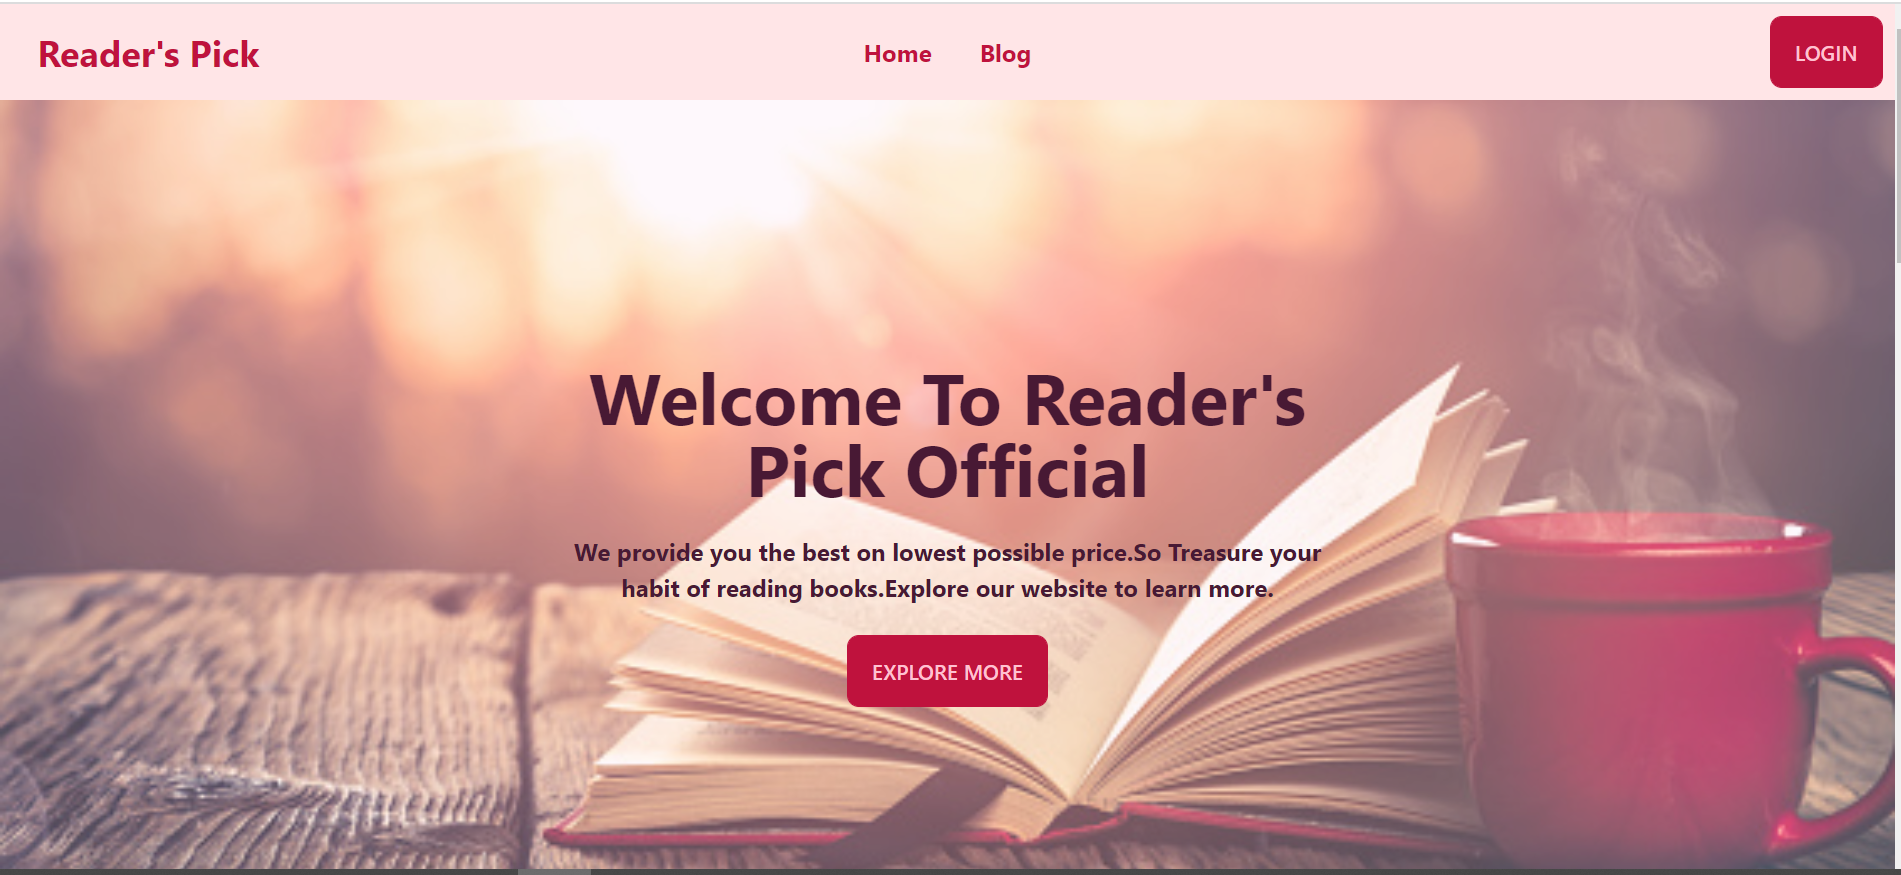 Reader's Pick
Home Blog
LOGIN
Welcome To Reader's
Pick Official
We provide you the best on lowest possible price.So Treasure your
habit of reading books.Explore our website to learn more.
EXPLORE MORE